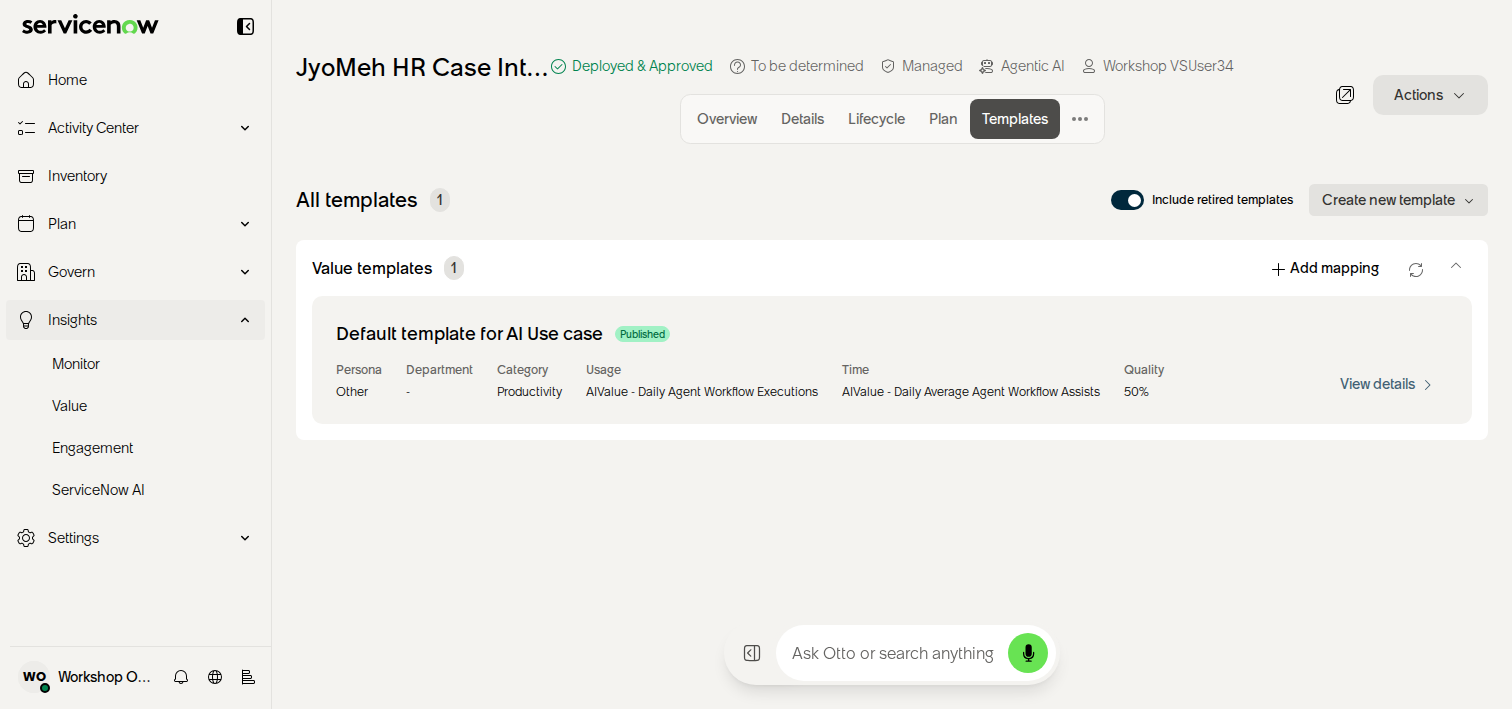 servicenow
Home
Activity Center
Inventory
Plan
Govern
Insights
Monitor
Value
Engagement
ServiceNow AI
Settings
WO Workshop O...
JyoMeh HR Case Int... Deployed & Approved To be determined Managed Agentic AI Workshop VSUser34
Actions
Overview Details Lifecycle Plan Templates
All templates 1 Include retired templates Create new template
Value templates 1 Add mapping
Default template for AI Use case Published
Persona Department Category Usage Time Quality
Other - Productivity AIValue - Daily Agent Workflow Executions AIValue - Daily Average Agent Workflow Assists 50%
View details
Ask Otto or search anything